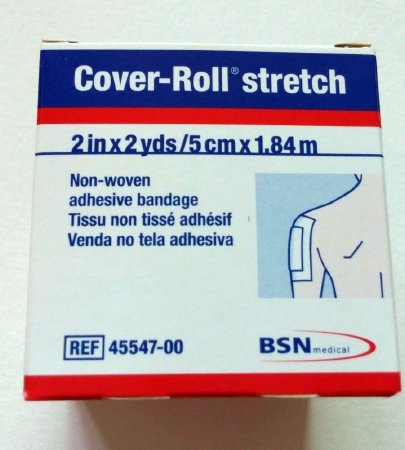 Cover-Roll® stretch
2 in x 2 yds/5 cm x 1.84 m
Non-woven
adhesive bandage
Tissu non tissé adhésif
Venda no tela adhesiva
REF 45547-00
BSN medical